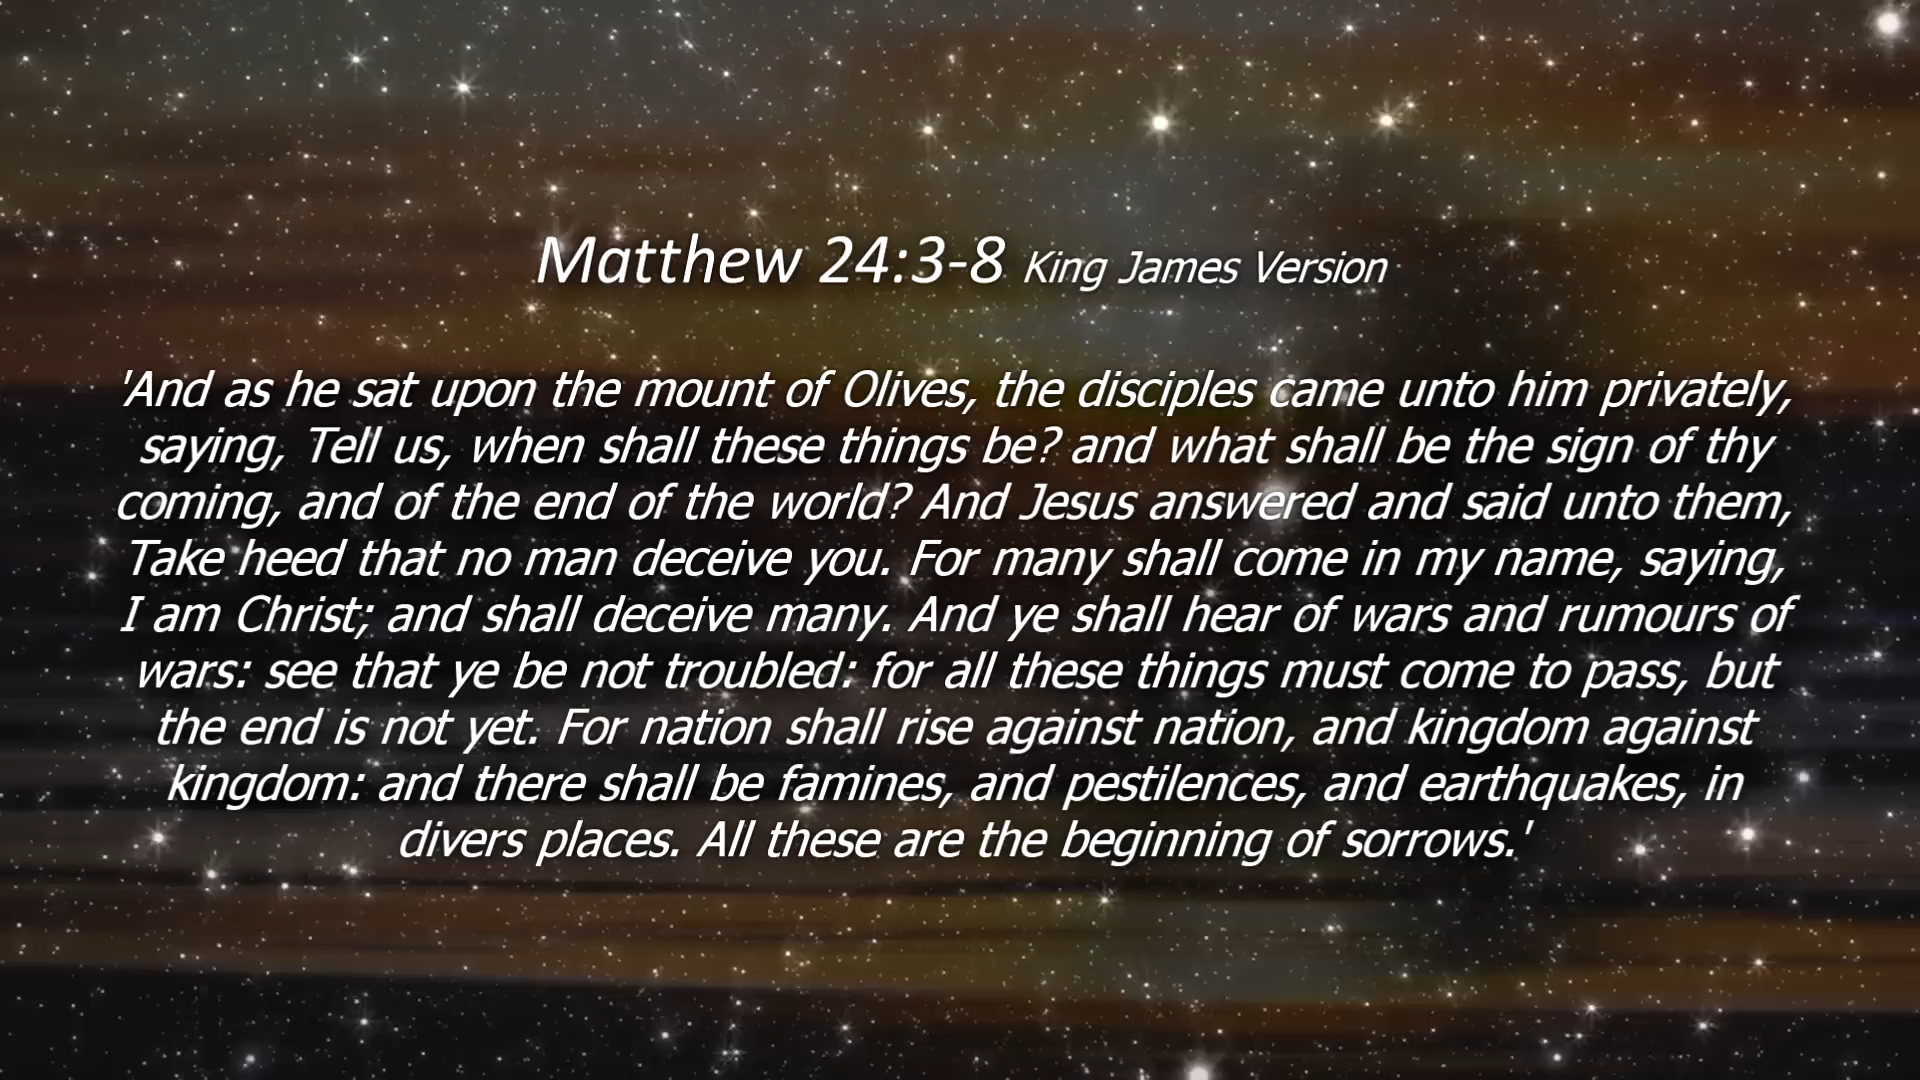 Matthew 24:3-8 King James Version
'And as he sat upon the mount of Olives, the disciples came unto him privately,
saying, Tell us, when shall these things be? and what shall be the sign of thy
coming, and of the end of the world? And Jesus answered and said unto them,
Take heed that no man deceive you. For many shall come in my name, saying,
I am Christ; and shall deceive many. And ye shall hear of wars and rumours of
wars: see that ye be not troubled: for all these things must come to pass, but
the end is not yet. For nation shall rise against nation, and kingdom against
kingdom: and there shall be famines, and pestilences, and earthquakes, in
divers places. All these are the beginning of sorrows.'